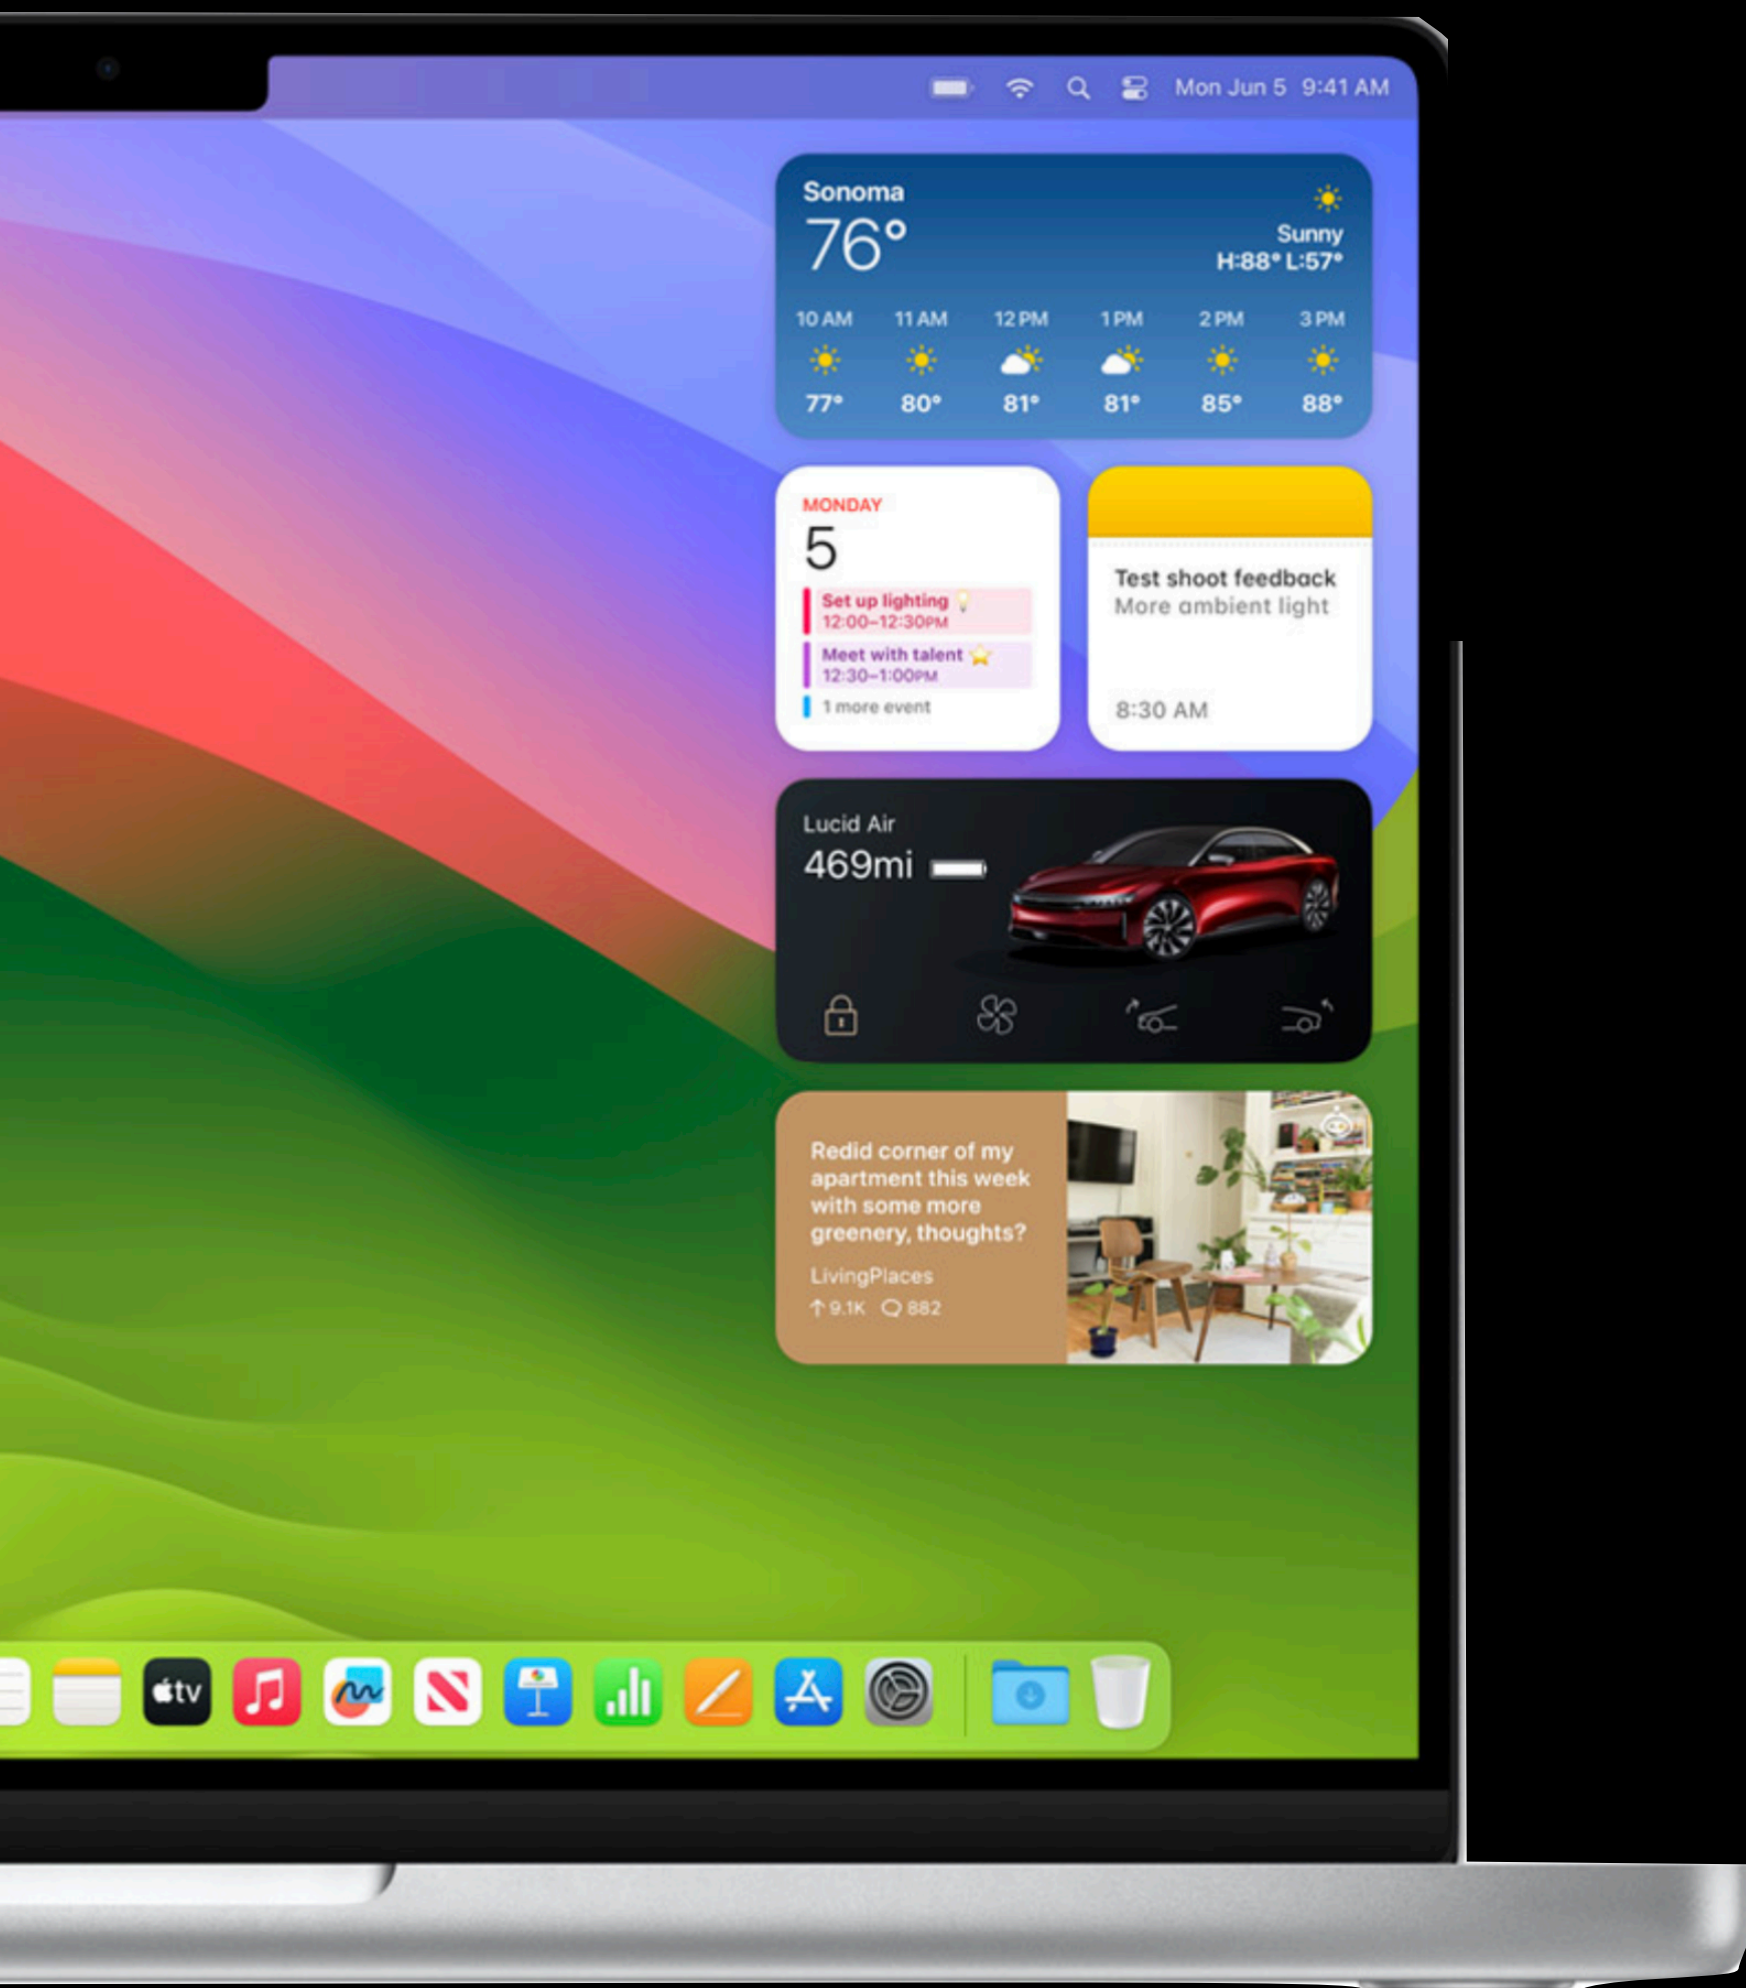 Mon Jun 5 9:41 AM
Sonoma
76°
Sunny
H:88° L:57°
10 AM 11 AM 12 PM 1 PM 2 PM 3 PM
77° 80° 81° 81° 85° 88°
MONDAY
5
Set up lighting
12:00–12:30PM
Meet with talent
12:30–1:00PM
1 more event
Test shoot feedback
More ambient light
8:30 AM
Lucid Air
469mi
Redid corner of my
apartment this week
with some more
greenery, thoughts?
LivingPlaces
9.1K 882
tv